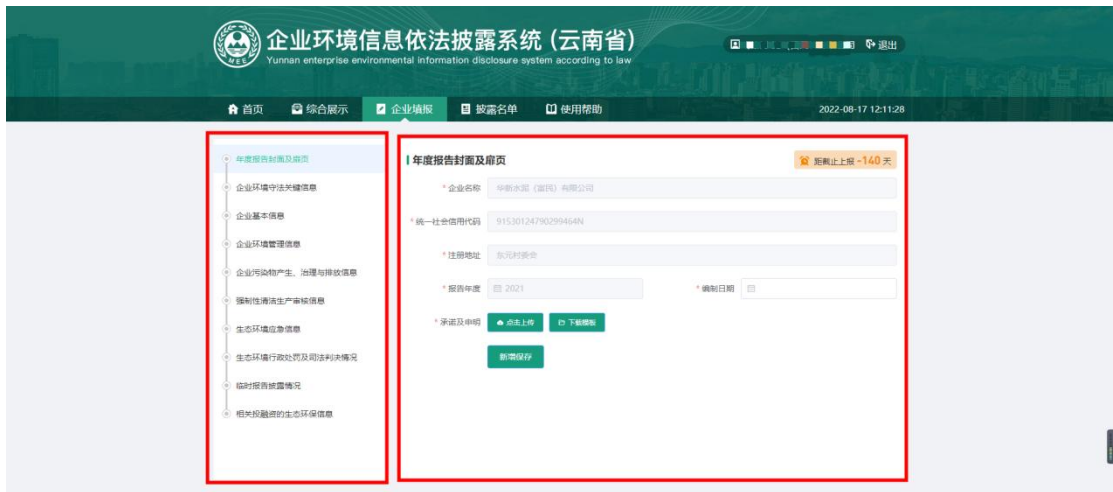 企业环境信息依法披露系统 (云南省)
Yunnan enterprise environmental information disclosure system according to law
MEE
退出
首页 综合展示 企业填报 披露名单 使用帮助 2022-08-17 12:11:28
年度报告封面及扉页
企业环境守法关键信息
企业基本信息
企业环境管理信息
企业污染物产生、治理与排放信息
强制性清洁生产审核信息
生态环境应急信息
生态环境行政处罚及司法判决情况
临时报告披露情况
相关投融资的生态环保信息
年度报告封面及扉页 距截止上报 -140 天
* 企业名称 华新水泥（富民）有限公司
* 统一社会信用代码 91530124790299464N
* 注册地址 东元村委会
* 报告年度 2021 * 编制日期
* 承诺及申明 点击上传 下载模板
新增保存